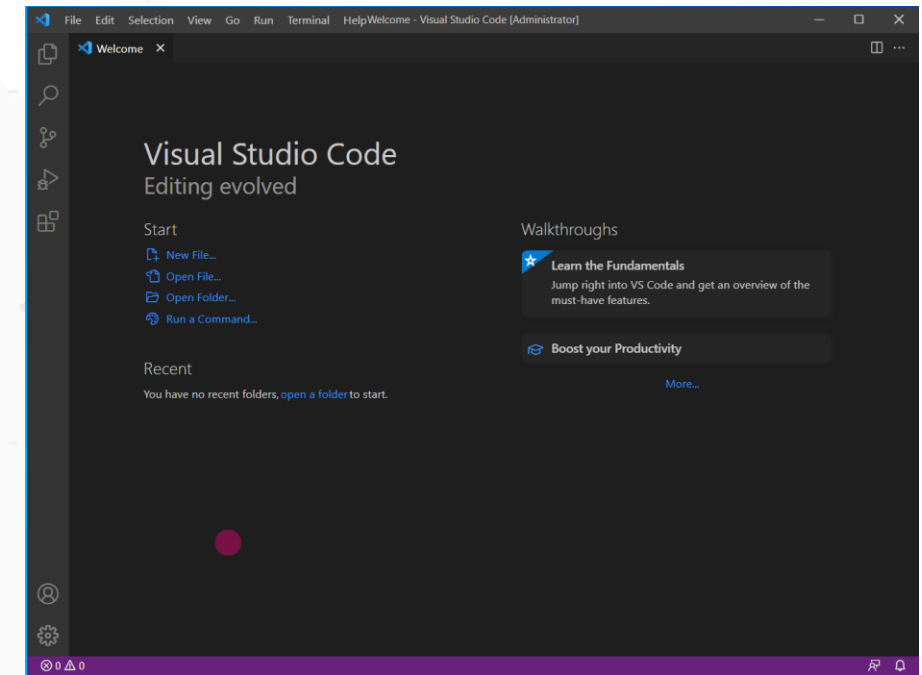 File Edit Selection View Go Run Terminal Help Welcome - Visual Studio Code [Administrator]
Welcome
Visual Studio Code
Editing evolved
Start
New File...
Open File...
Open Folder...
Run a Command...
Recent
You have no recent folders, open a folder to start.
Walkthroughs
Learn the Fundamentals
Jump right into VS Code and get an overview of the
must-have features.
Boost your Productivity
More...
0 0